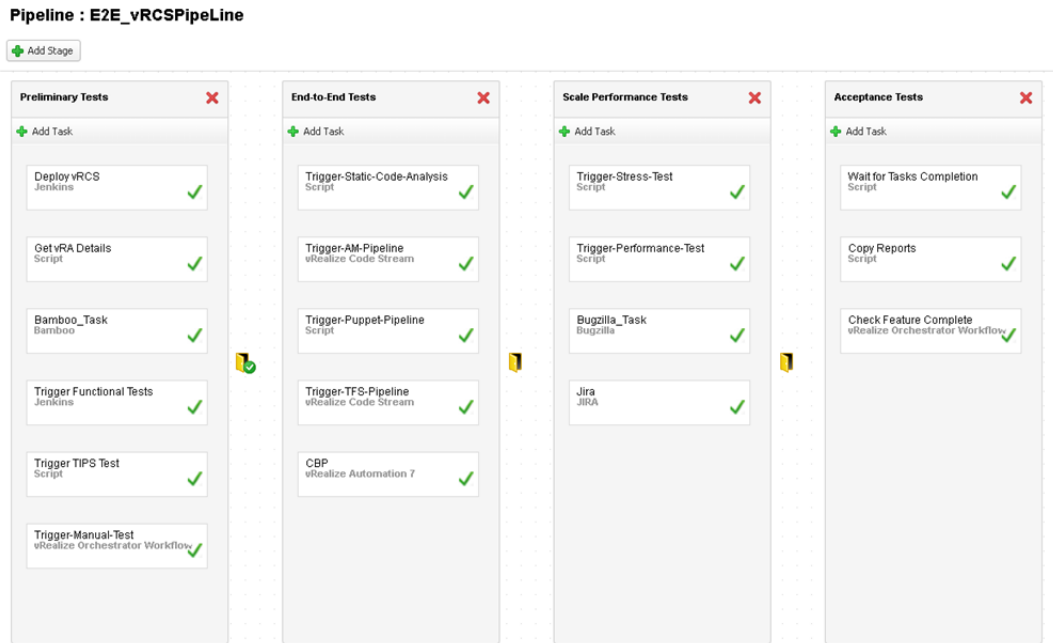 Pipeline : E2E_vRCSPipeLine
Add Stage
Preliminary Tests
Add Task
Deploy vRCS
Jenkins
Get vRA Details
Script
Bamboo_Task
Bamboo
Trigger Functional Tests
Jenkins
Trigger TIPS Test
Script
Trigger-Manual-Test
vRealize Orchestrator Workflow
End-to-End Tests
Add Task
Trigger-Static-Code-Analysis
Script
Trigger-AM-Pipeline
vRealize Code Stream
Trigger-Puppet-Pipeline
Script
Trigger-TFS-Pipeline
vRealize Code Stream
CBP
vRealize Automation 7
Scale Performance Tests
Add Task
Trigger-Stress-Test
Script
Trigger-Performance-Test
Script
Bugzilla_Task
Bugzilla
Jira
JIRA
Acceptance Tests
Add Task
Wait for Tasks Completion
Script
Copy Reports
Script
Check Feature Complete
vRealize Orchestrator Workflow